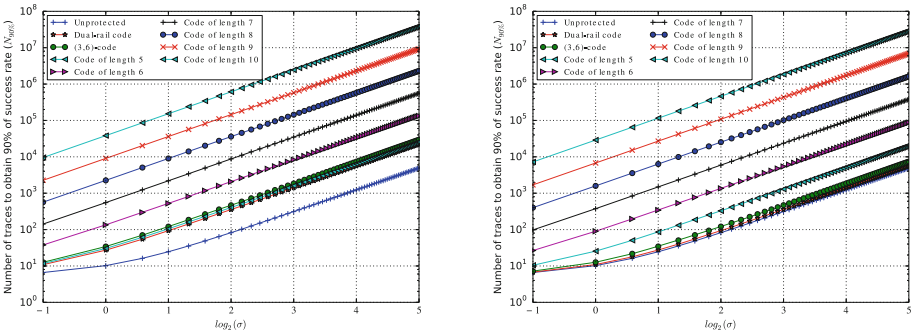 Number of traces to obtain 90% of success rate (N90%)
10^8
10^7
10^6
10^5
10^4
10^3
10^2
10^1
10^0
Unprotected
Dual-rail code
(3,6)-code
Code of length 5
Code of length 6
Code of length 7
Code of length 8
Code of length 9
Code of length 10
−1 0 1 2 3 4 5
log2(σ)
Number of traces to obtain 90% of success rate (N90%)
10^8
10^7
10^6
10^5
10^4
10^3
10^2
10^1
10^0
Unprotected
Dual-rail code
(3,6)-code
Code of length 5
Code of length 6
Code of length 7
Code of length 8
Code of length 9
Code of length 10
−1 0 1 2 3 4 5
log2(σ)